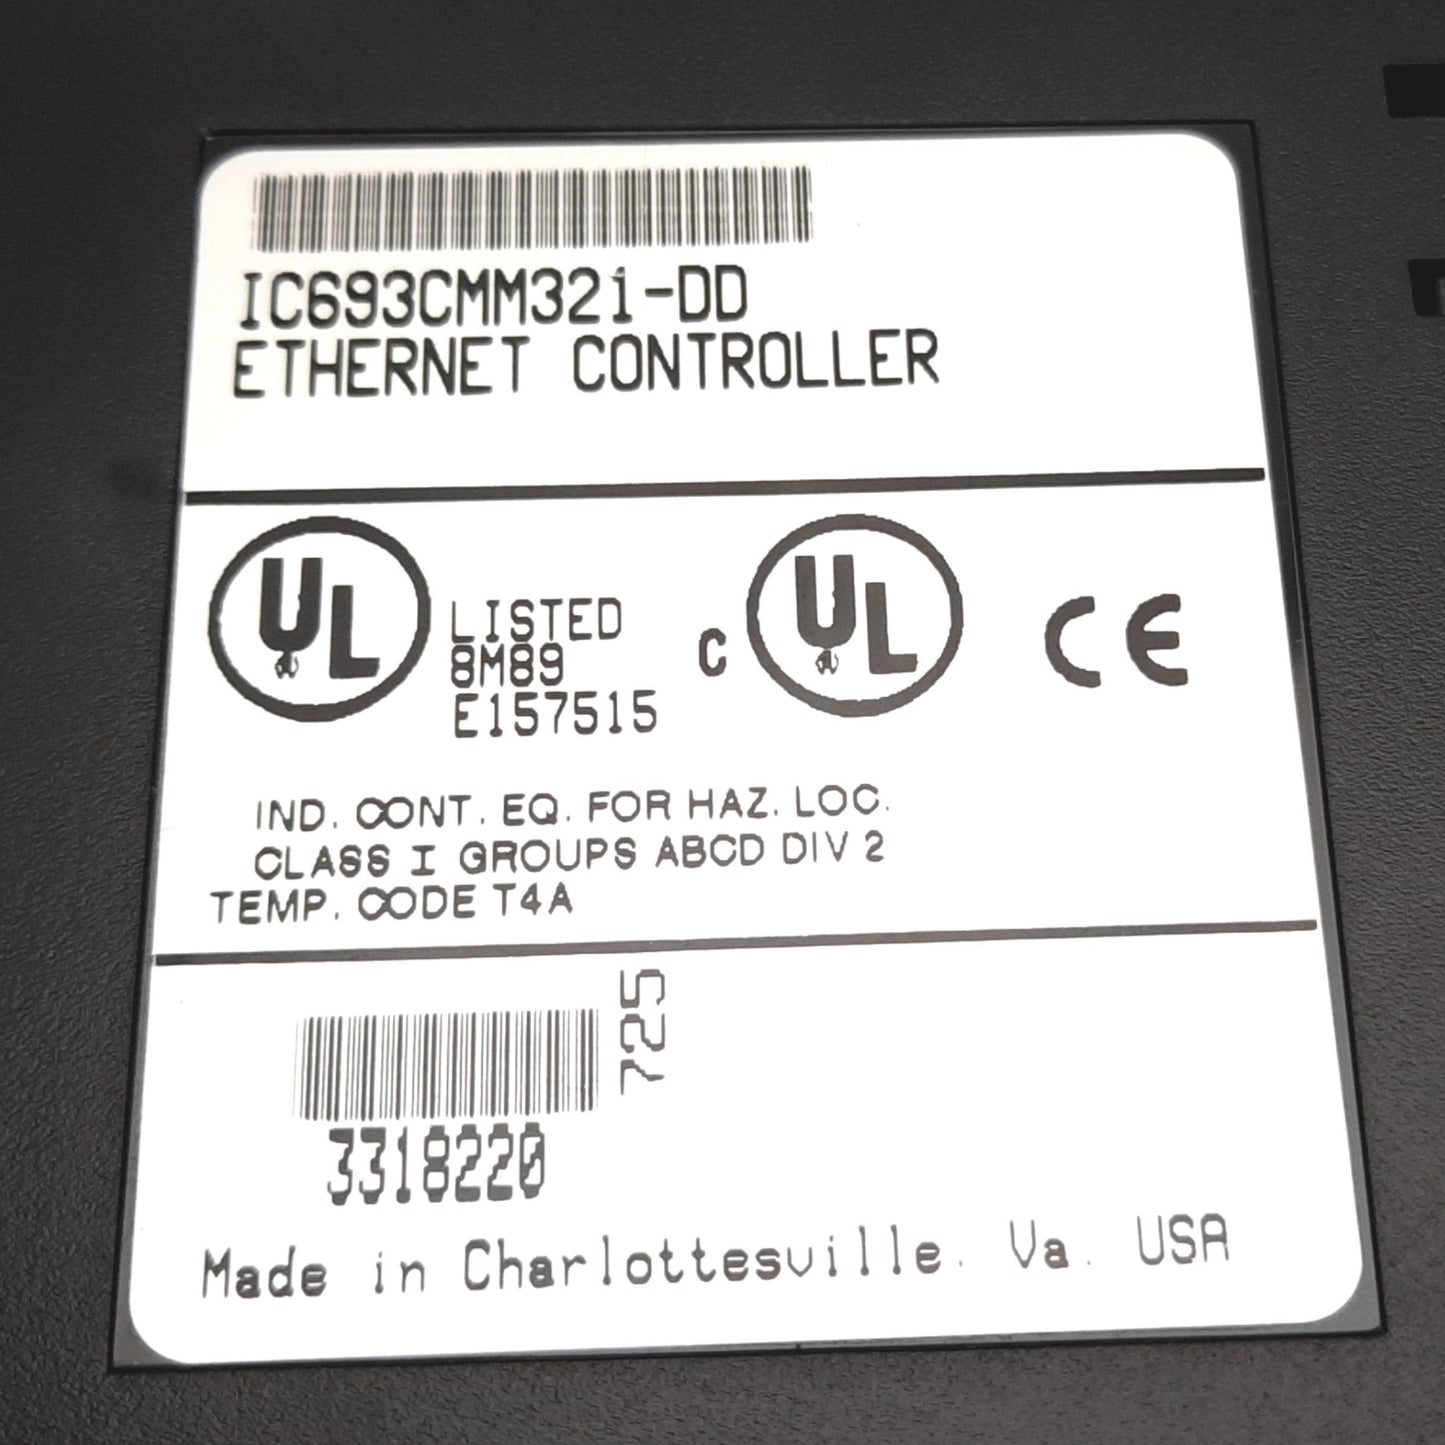 IC693CMM321-DD
ETHERNET CONTROLLER
UL LISTED
8M89
E157515
C UL CE
IND. CONT. EQ. FOR HAZ. LOC.
CLASS I GROUPS ABCD DIV 2
TEMP. CODE T4A
725
3318220
Made in Charlottesville. Va. USA